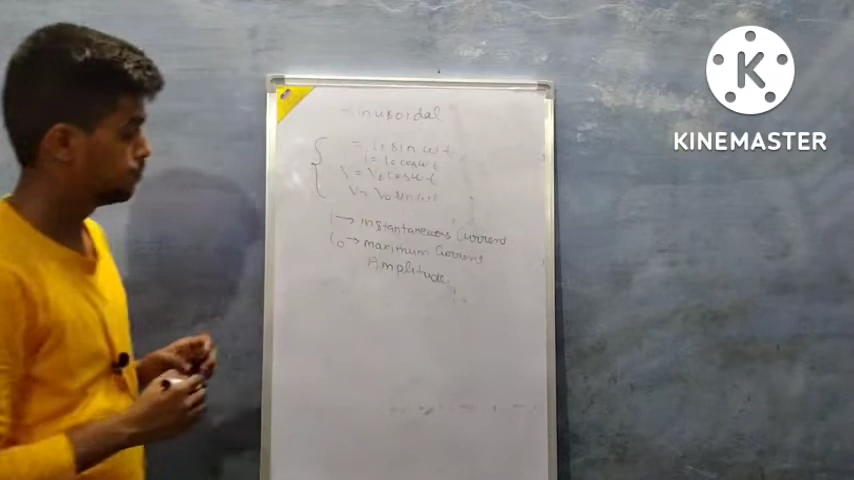 Sinusoidal
i = i₀ sin ωt
i = i₀ cos ωt
V = V₀ cos ωt
V = V₀ sin ωt
i → instantaneous current
i₀ → maximum current
Amplitude
K
KINEMASTER